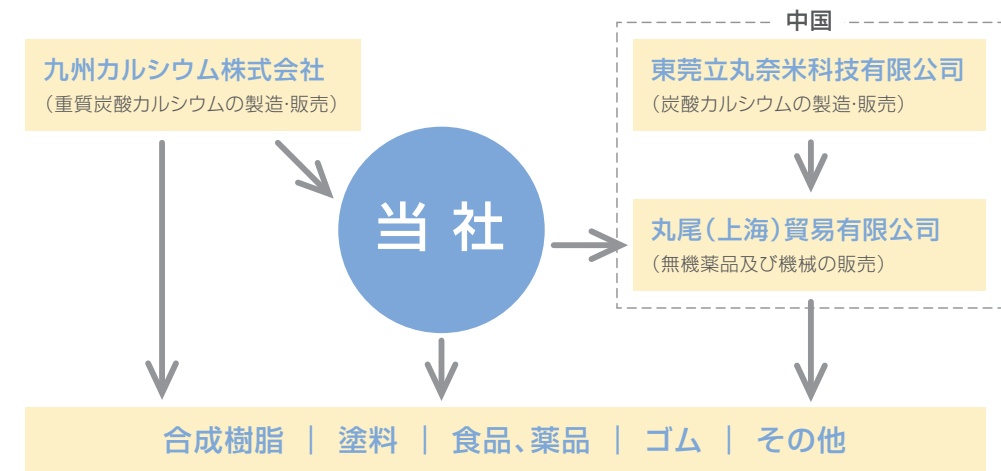 中国
九州カルシウム株式会社
（重質炭酸カルシウムの製造・販売）
東莞立丸奈米科技有限公司
（炭酸カルシウムの製造・販売）
当 社
丸尾（上海）貿易有限公司
（無機薬品及び機械の販売）
合成樹脂 ｜ 塗料 ｜ 食品、薬品 ｜ ゴム ｜ その他